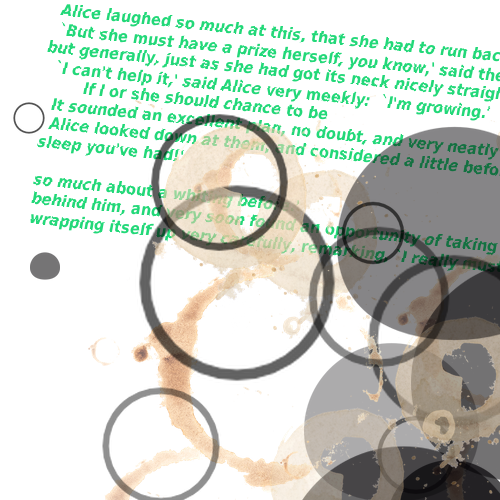 Alice laughed so much at this, that she had to run bac
`But she must have a prize herself, you know,' said the
but generally, just as she had got its neck nicely straigh
`I can't help it,' said Alice very meekly: `I'm growing.'
If I or she should chance to be
It sounded an excellent plan, no doubt, and very neatly
Alice looked down at them, and considered a little befo
sleep you've had!'
so much about a whiting befo
behind him, and very soon found an opportunity of taking
wrapping itself up very carefully, remarking, `I really must